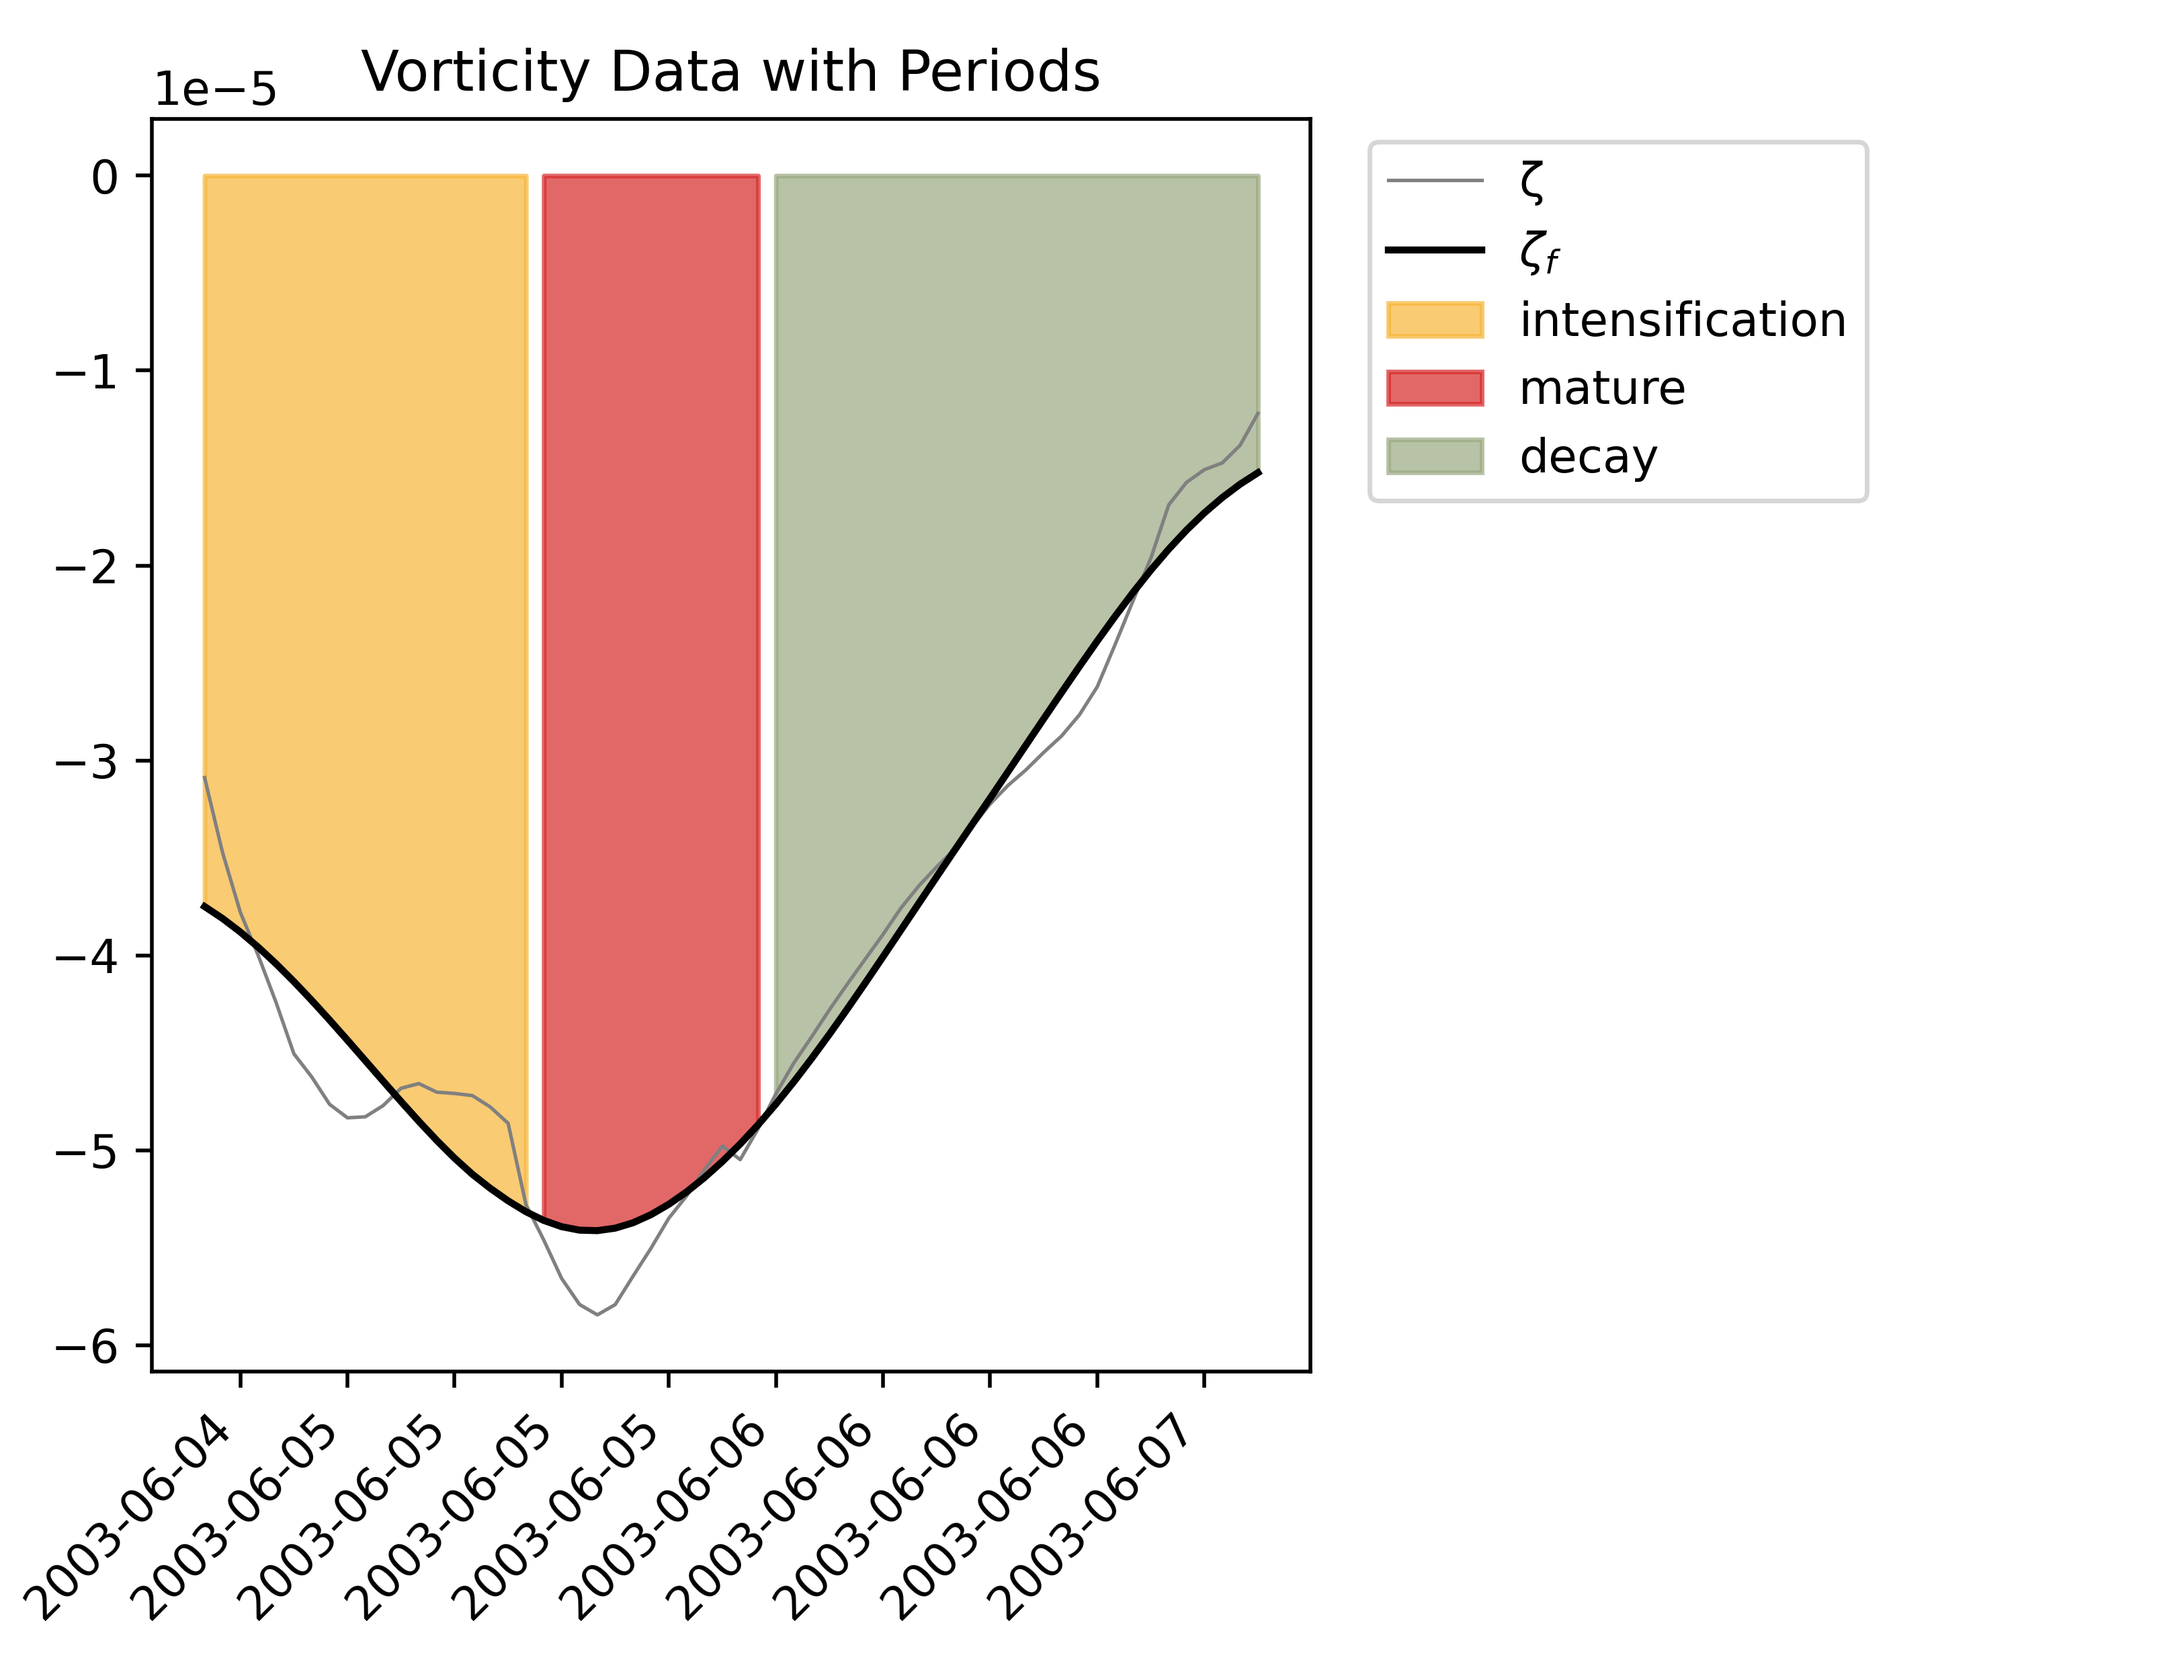 Vorticity Data with Periods
1e−5
0
−1
−2
−3
−4
−5
−6
2003-06-04
2003-06-05
2003-06-05
2003-06-05
2003-06-05
2003-06-06
2003-06-06
2003-06-06
2003-06-06
2003-06-07
ζ
ζf
intensification
mature
decay